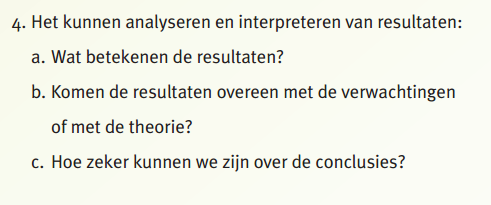 4. Het kunnen analyseren en interpreteren van resultaten:
a. Wat betekenen de resultaten?
b. Komen de resultaten overeen met de verwachtingen
of met de theorie?
c. Hoe zeker kunnen we zijn over de conclusies?